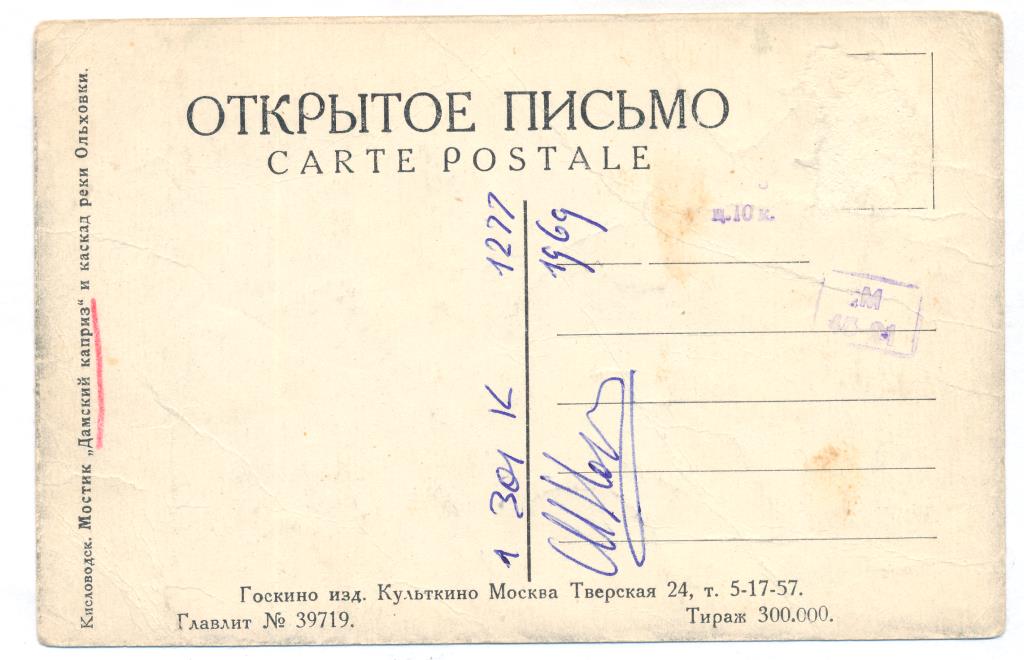 ОТКРЫТОЕ ПИСЬМО
CARTE POSTALE
Кисловодск. Мостик „Дамский каприз“ и каскад реки Ольховки.
ц.10 к.
1 301 К 1277
1969
Госкино изд. Культкино Москва Тверская 24, т. 5-17-57.
Главлит № 39719.
Тираж 300.000.